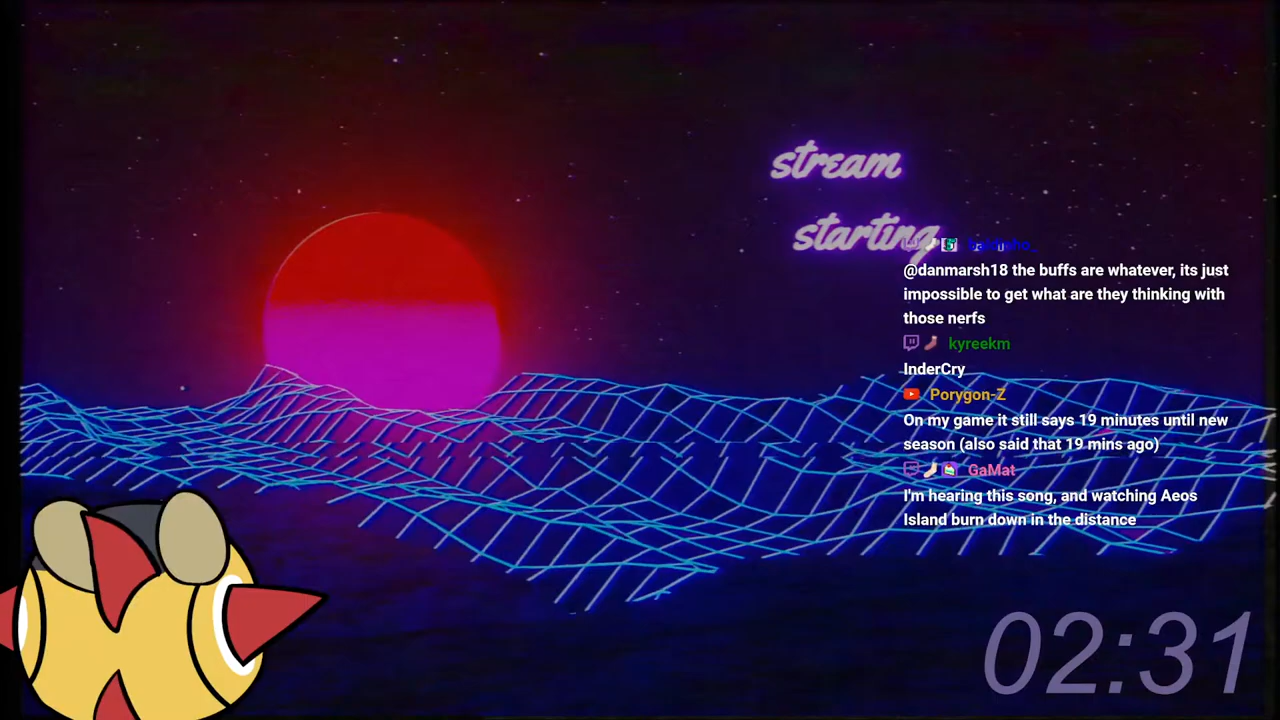 stream
starting
@danmarsh18 the buffs are whatever, its just
impossible to get what are they thinking with
those nerfs
kyreekm
InderCry
Porygon-Z
On my game it still says 19 minutes until new
season (also said that 19 mins ago)
GaMat
I'm hearing this song, and watching Aeos
Island burn down in the distance
02:31